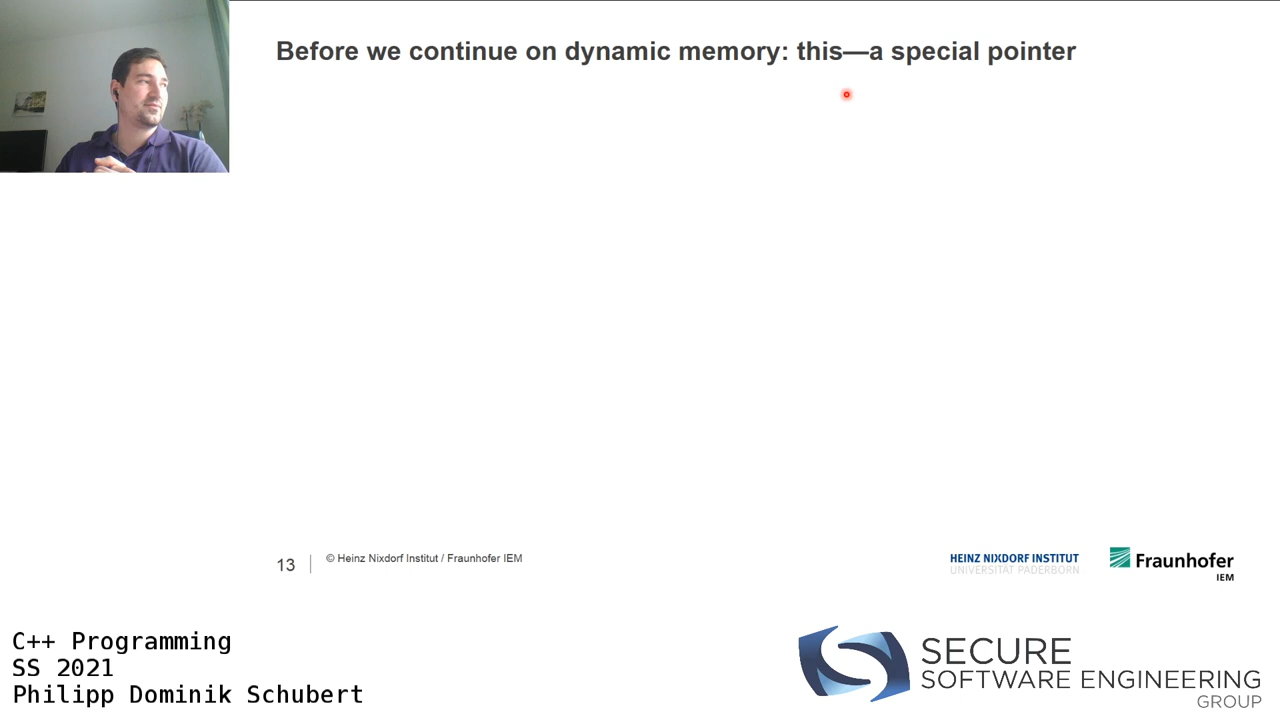 Before we continue on dynamic memory: this—a special pointer
13
© Heinz Nixdorf Institut / Fraunhofer IEM
HEINZ NIXDORF INSTITUT
UNIVERSITÄT PADERBORN
Fraunhofer
IEM
C++ Programming
SS 2021
Philipp Dominik Schubert
SECURE
SOFTWARE ENGINEERING
GROUP